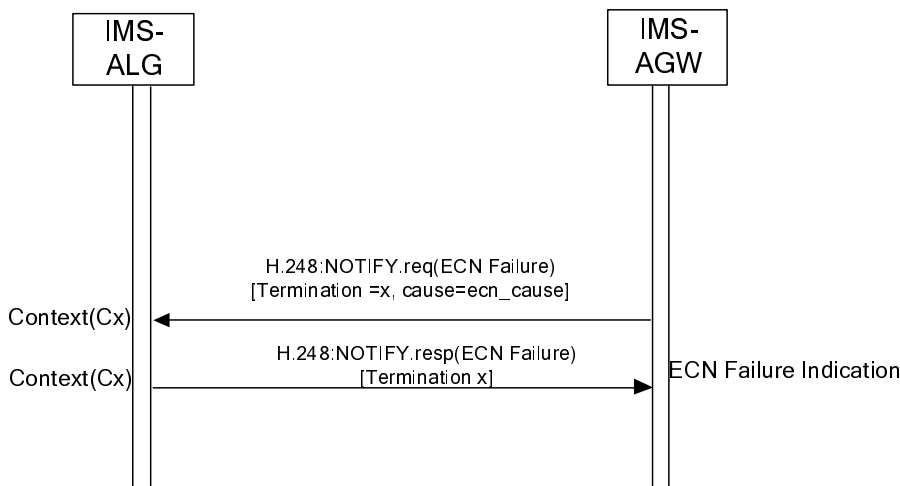 IMS-
ALG
IMS-
AGW
H.248:NOTIFY.req(ECN Failure)
[Termination =x, cause=ecn_cause]
Context(Cx)
H.248:NOTIFY.resp(ECN Failure)
[Termination x]
Context(Cx)
ECN Failure Indication